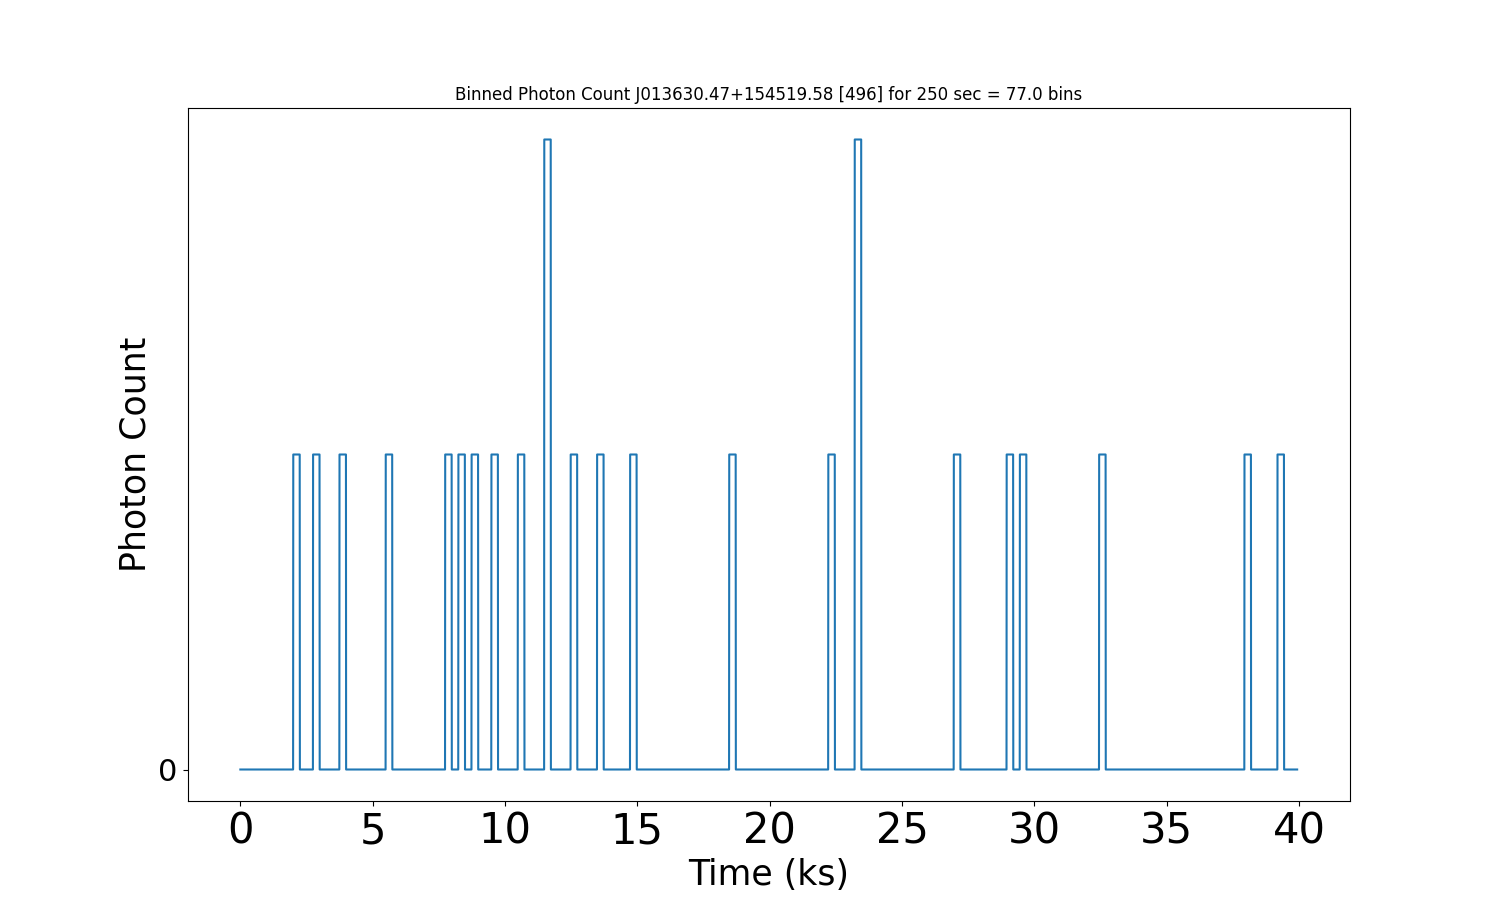 Binned Photon Count J013630.47+154519.58 [496] for 250 sec = 77.0 bins
Photon Count
0
0 5 10 15 20 25 30 35 40
Time (ks)